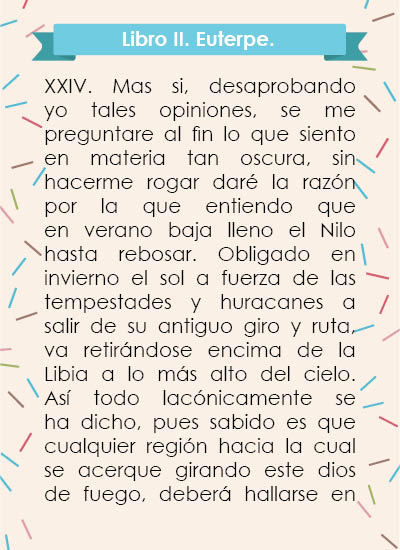 Libro II. Euterpe.
XXIV. Mas si, desaprobando
yo tales opiniones, se me
preguntare al fin lo que siento
en materia tan oscura, sin
hacerme rogar daré la razón
por la que entiendo que
en verano baja lleno el Nilo
hasta rebosar. Obligado en
invierno el sol a fuerza de las
tempestades y huracanes a
salir de su antiguo giro y ruta,
va retirándose encima de la
Libia a lo más alto del cielo.
Así todo lacónicamente se
ha dicho, pues sabido es que
cualquier región hacia la cual
se acerque girando este dios
de fuego, deberá hallarse en